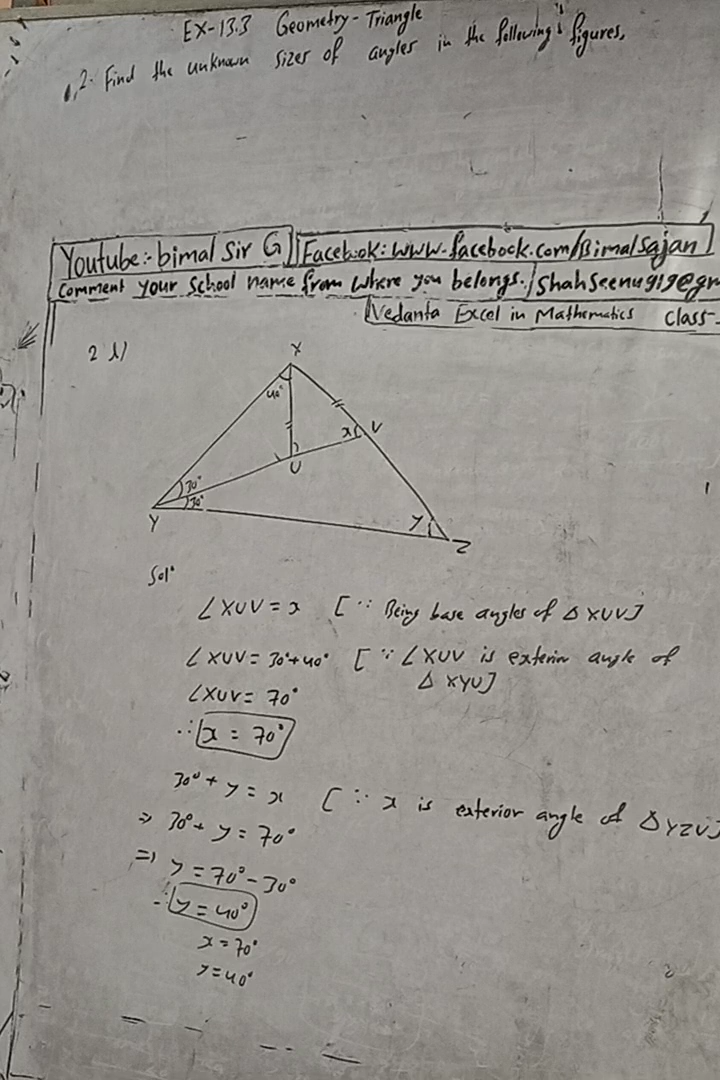 EX-13.3 Geometry-Triangle
2. Find the unknown sizes of angles in the following figures,
Youtube:- bimal Sir G
Facebook: www.facebook.com/Bimalsajan
Comment your School name from where you belongs./
Vedanta Excel in Mathematics Class-
2 l)
X
40°
x V
U
30°
30°
Y
y
Z
Solⁿ
∠XUV = x [∵ Being base angles of ΔXUV]
∠XUV = 30°+40° [∵ ∠XUV is exterior angle of
ΔXYU]
∠XUV = 70°
∴ x = 70°
30° + y = x [∵ x is exterior angle of ΔYZV]
⇒ 30° + y = 70°
⇒ y = 70° - 30°
∴ y = 40°
x = 70°
y = 40°